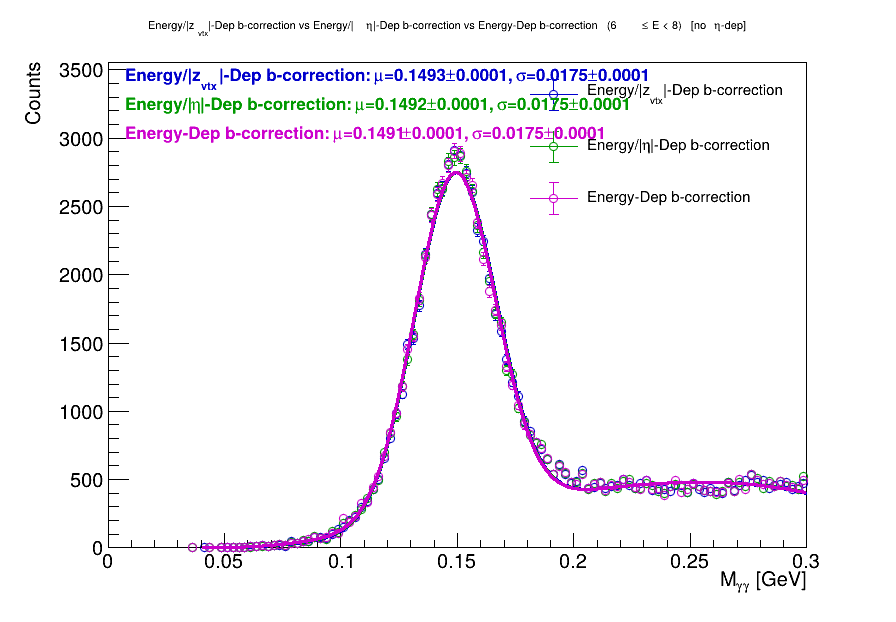 Energy/|z_vtx|-Dep b-correction vs Energy/| η|-Dep b-correction vs Energy-Dep b-correction (6 ≤ E < 8) [no η-dep]
Counts
Energy/|z_vtx|-Dep b-correction: μ=0.1493±0.0001, σ=0.0175±0.0001
Energy/|η|-Dep b-correction: μ=0.1492±0.0001, σ=0.0175±0.0001
Energy-Dep b-correction: μ=0.1491±0.0001, σ=0.0175±0.0001
Energy/|z_vtx|-Dep b-correction
Energy/|η|-Dep b-correction
Energy-Dep b-correction
3500
3000
2500
2000
1500
1000
500
0
0 0.05 0.1 0.15 0.2 0.25 0.3
M_γγ [GeV]